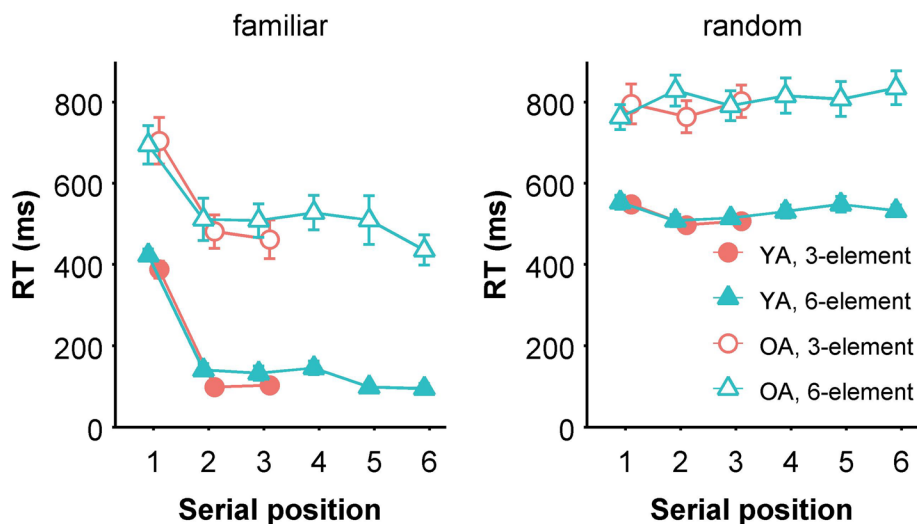 familiar
random
RT (ms)
800
600
400
200
0
1 2 3 4 5 6
Serial position
RT (ms)
800
600
400
200
0
1 2 3 4 5 6
Serial position
YA, 3-element
YA, 6-element
OA, 3-element
OA, 6-element